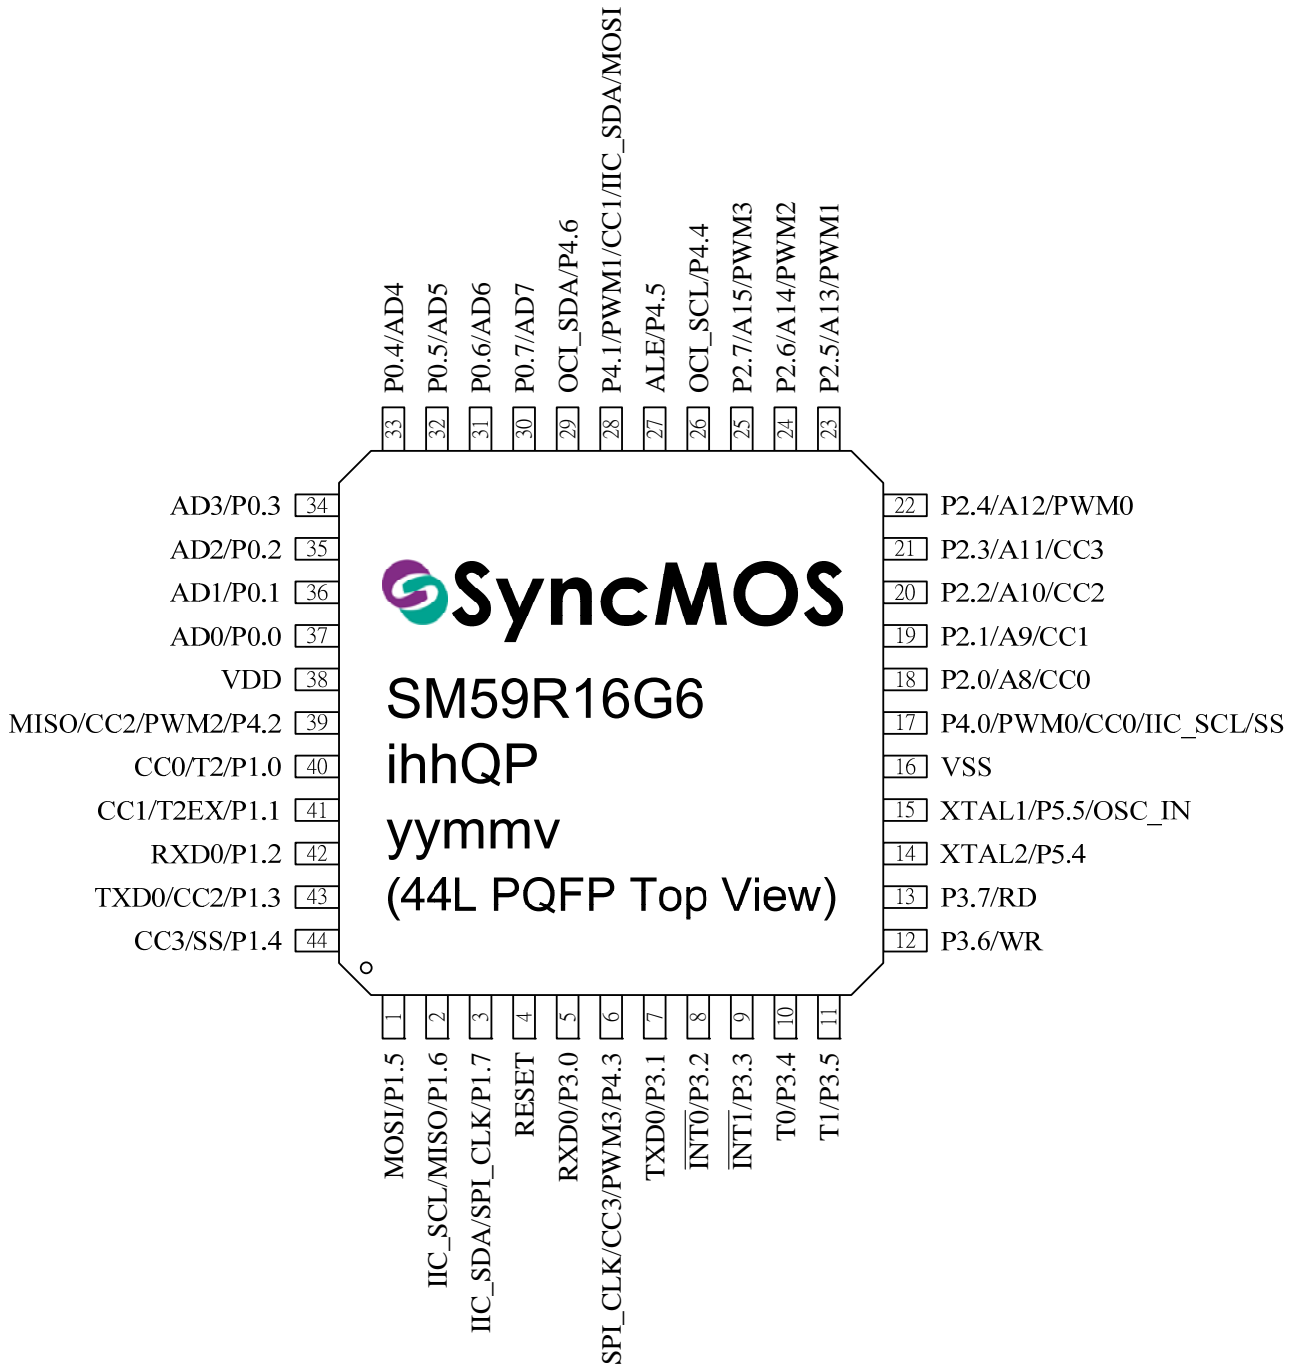 P0.4/AD4
P0.5/AD5
P0.6/AD6
P0.7/AD7
OCI_SDA/P4.6
P4.1/PWM1/CC1/IIC_SDA/MOSI
ALE/P4.5
OCI_SCL/P4.4
P2.7/A15/PWM3
P2.6/A14/PWM2
P2.5/A13/PWM1
33
32
31
30
29
28
27
26
25
24
23
AD3/P0.3 34
AD2/P0.2 35
AD1/P0.1 36
AD0/P0.0 37
VDD 38
MISO/CC2/PWM2/P4.2 39
CC0/T2/P1.0 40
CC1/T2EX/P1.1 41
RXD0/P1.2 42
TXD0/CC2/P1.3 43
CC3/SS/P1.4 44
SyncMOS
SM59R16G6
ihhQP
yymmv
(44L PQFP Top View)
22 P2.4/A12/PWM0
21 P2.3/A11/CC3
20 P2.2/A10/CC2
19 P2.1/A9/CC1
18 P2.0/A8/CC0
17 P4.0/PWM0/CC0/IIC_SCL/SS
16 VSS
15 XTAL1/P5.5/OSC_IN
14 XTAL2/P5.4
13 P3.7/RD
12 P3.6/WR
1
2
3
4
5
6
7
8
9
10
11
MOSI/P1.5
IIC_SCL/MISO/P1.6
IIC_SDA/SPI_CLK/P1.7
RESET
RXD0/P3.0
SPI_CLK/CC3/PWM3/P4.3
TXD0/P3.1
INT0/P3.2
INT1/P3.3
T0/P3.4
T1/P3.5